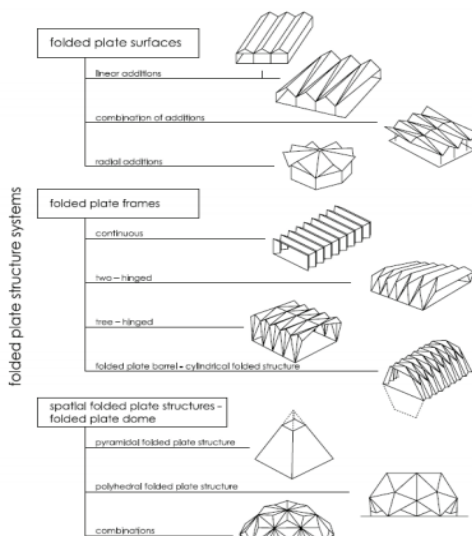 folded plate structure systems
folded plate surfaces
linear additions
combination of additions
radial additions
folded plate frames
continuous
two – hinged
tree – hinged
folded plate barrel - cylindrical folded structure
spatial folded plate structures -
folded plate dome
pyramidal folded plate structure
polyhedral folded plate structure
combinations